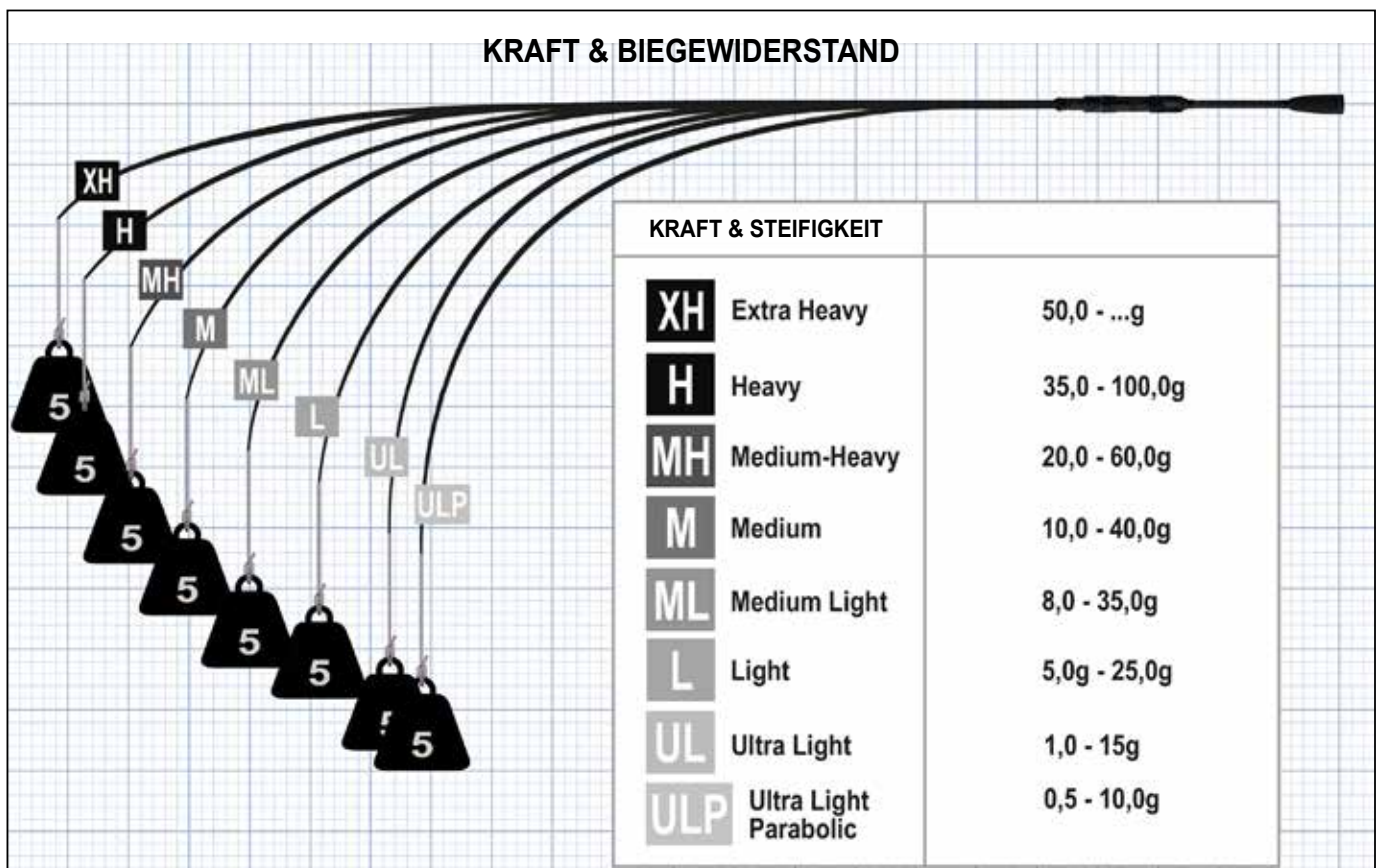 KRAFT & BIEGEWIDERSTAND
XH
H
MH
M
ML
L
UL
ULP
5
5
5
5
5
5
5
5
KRAFT & STEIFIGKEIT
XH Extra Heavy 50,0 - ...g
H Heavy 35,0 - 100,0g
MH Medium-Heavy 20,0 - 60,0g
M Medium 10,0 - 40,0g
ML Medium Light 8,0 - 35,0g
L Light 5,0g - 25,0g
UL Ultra Light 1,0 - 15g
ULP Ultra Light
Parabolic 0,5 - 10,0g